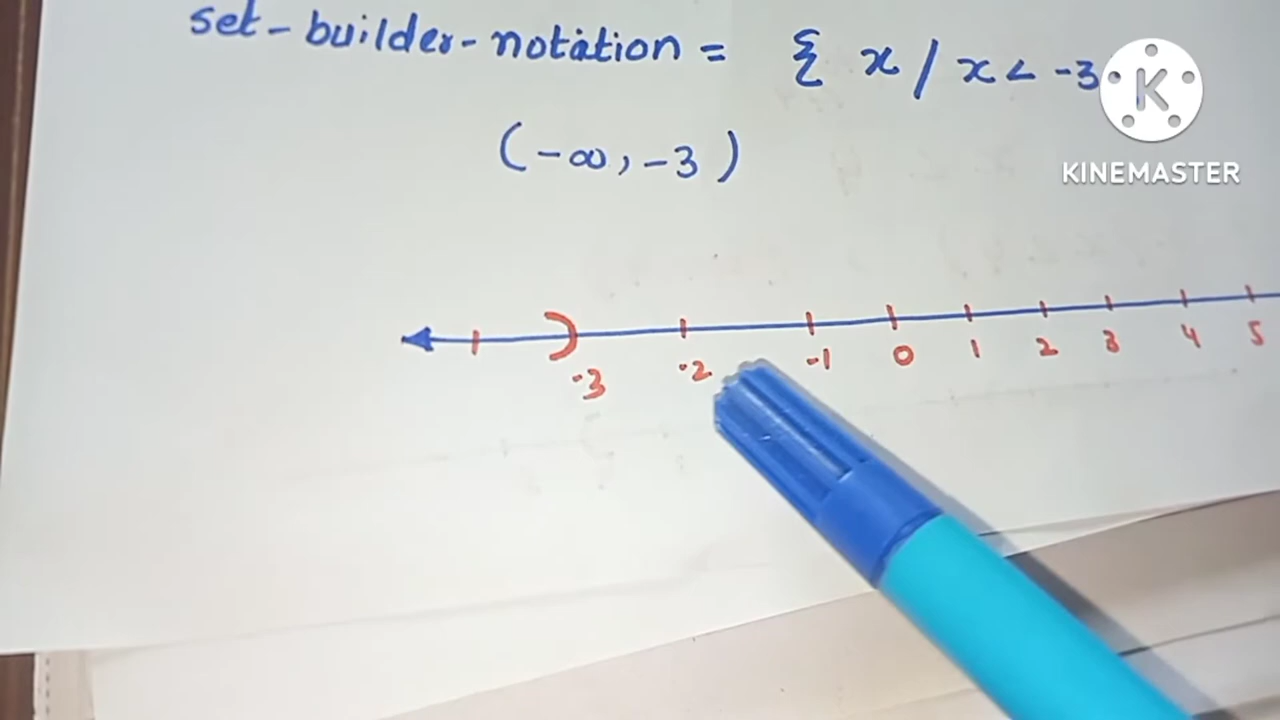 set-builder-notation = { x / x < -3
(-∞, -3)
K
KINEMASTER
-3 -2 -1 0 1 2 3 4 5